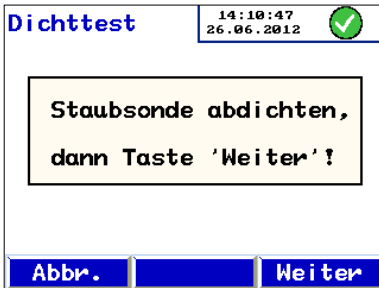 Dichttest
14:10:47
26.06.2012
Staubsonde abdichten,
dann Taste 'Weiter'!
Abbr.
Weiter